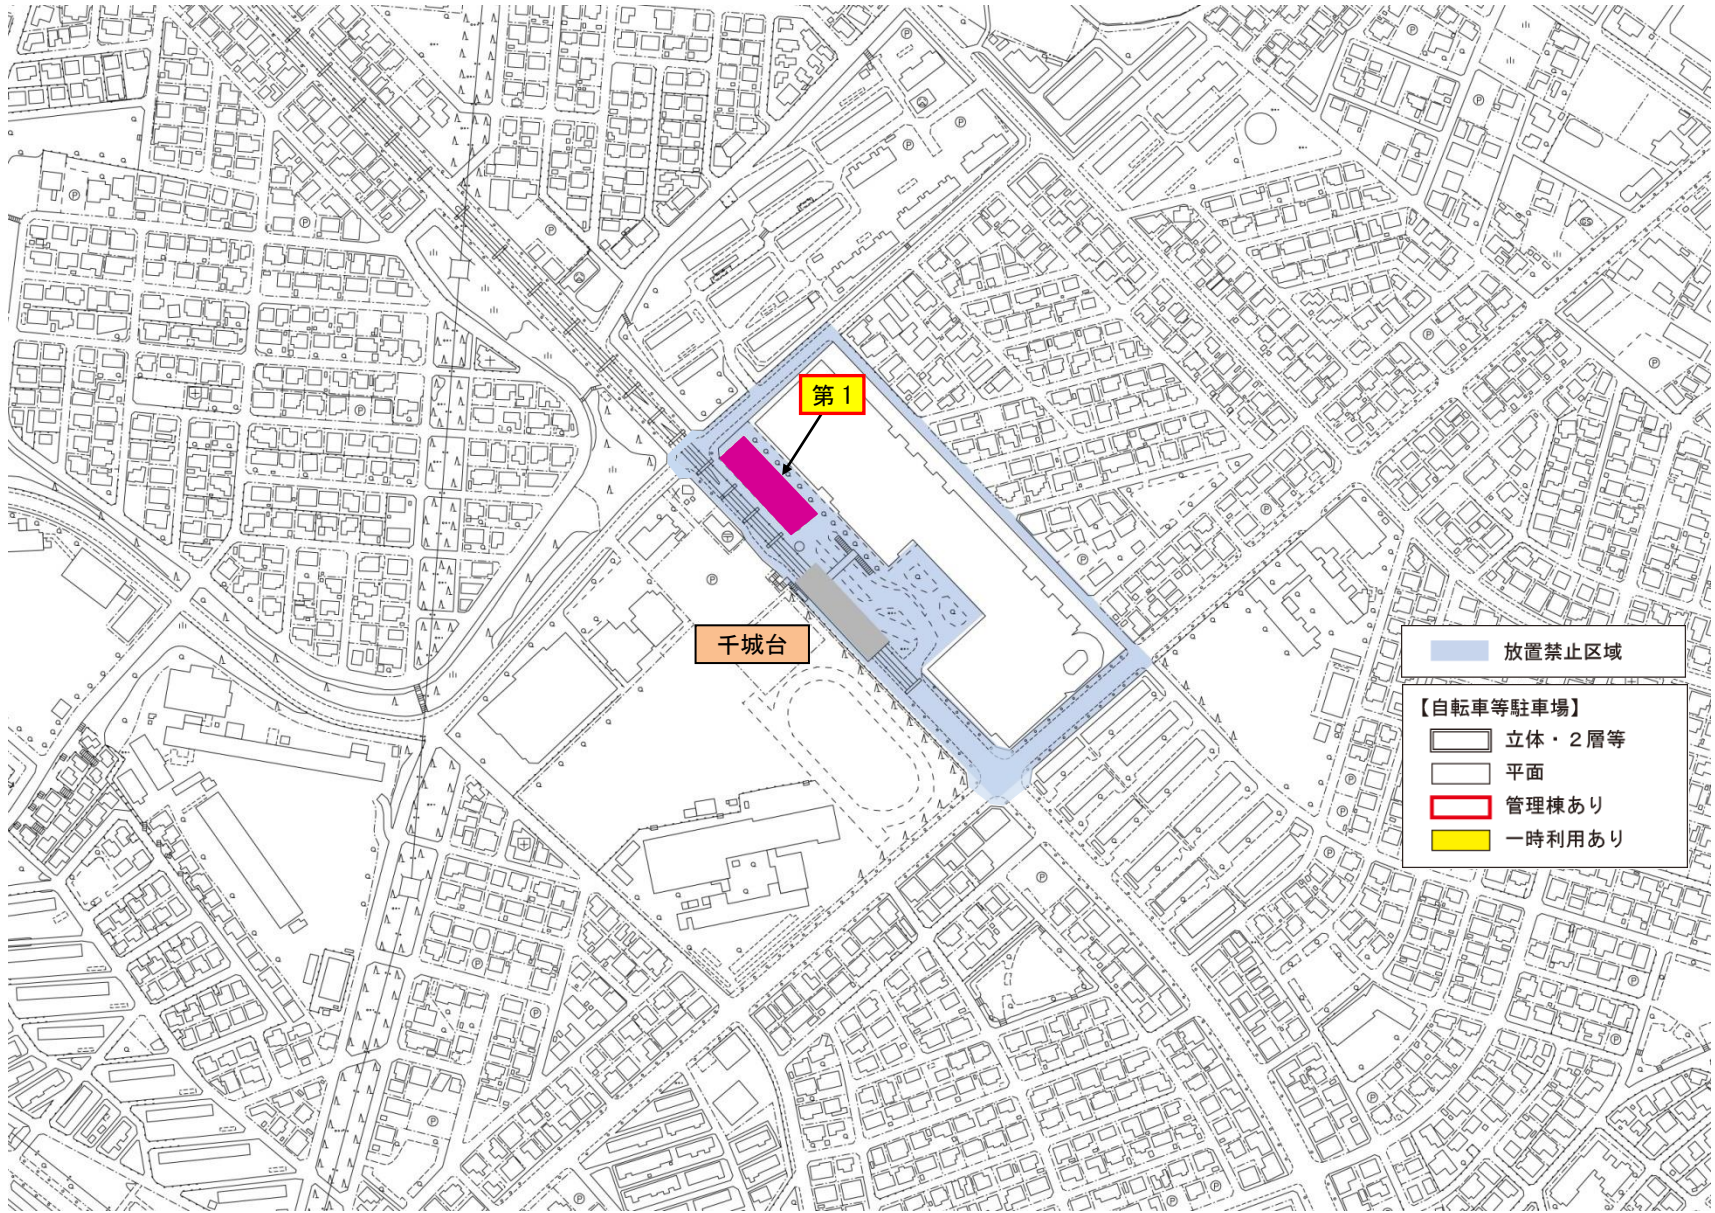 第1
千城台
放置禁止区域
【自転車等駐車場】
立体・2層等
平面
管理棟あり
一時利用あり